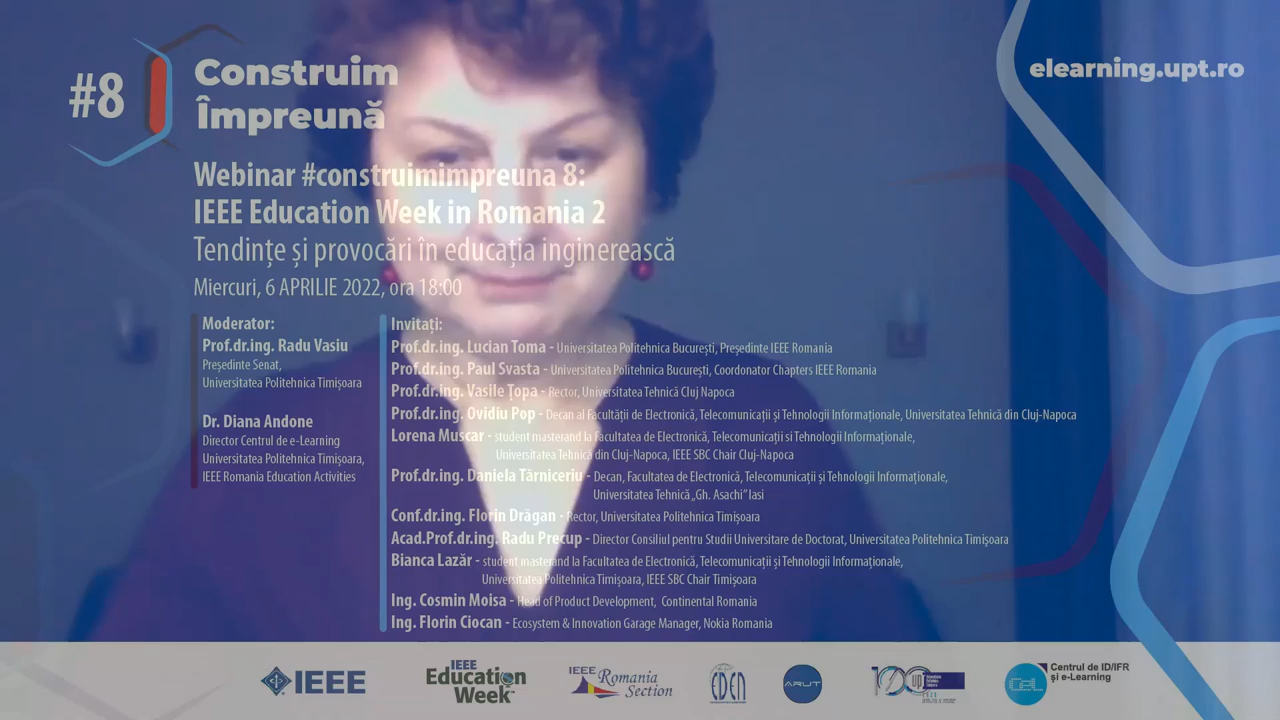 #8
Construim
Împreună
elearning.upt.ro
Webinar #construimimpreuna 8:
IEEE Education Week in Romania 2
Tendințe și provocări în educația inginerească
Miercuri, 6 APRILIE 2022, ora 18:00
Moderator:
Prof.dr.ing. Radu Vasiu
Președinte Senat,
Universitatea Politehnica Timișoara
Dr. Diana Andone
Director Centrul de e-Learning
Universitatea Politehnica Timișoara,
IEEE Romania Education Activities
Invitați:
Prof.dr.ing. Lucian Toma - Universitatea Politehnica București, Președinte IEEE Romania
Prof.dr.ing. Paul Svasta - Universitatea Politehnica București, Coordonator Chapters IEEE Romania
Prof.dr.ing. Vasile Țopa - Rector, Universitatea Tehnică Cluj Napoca
Prof.dr.ing. Ovidiu Pop - Decan al Facultății de Electronică, Telecomunicații și Tehnologii Informaționale, Universitatea Tehnică din Cluj-Napoca
Lorena Muscar - student masterand la Facultatea de Electronică, Telecomunicații si Tehnologii Informaționale,
Universitatea Tehnică din Cluj-Napoca, IEEE SBC Chair Cluj-Napoca
Prof.dr.ing. Daniela Tărniceriu - Decan, Facultatea de Electronică, Telecomunicații și Tehnologii Informaționale,
Universitatea Tehnică „Gh. Asachi" Iasi
Conf.dr.ing. Florin Drăgan - Rector, Universitatea Politehnica Timișoara
Acad.Prof.dr.ing. Radu Precup - Director Consiliul pentru Studii Universitare de Doctorat, Universitatea Politehnica Timișoara
Bianca Lazăr - student masterand la Facultatea de Electronică, Telecomunicații și Tehnologii Informaționale,
Universitatea Politehnica Timișoara, IEEE SBC Chair Timișoara
Ing. Cosmin Moisa - Head of Product Development, Continental Romania
Ing. Florin Ciocan - Ecosystem & Innovation Garage Manager, Nokia Romania
IEEE
IEEE
Education
Week
IEEE Romania
Section
EDEN
ARUT
100 upt
Centrul de ID/IFR
și e-Learning